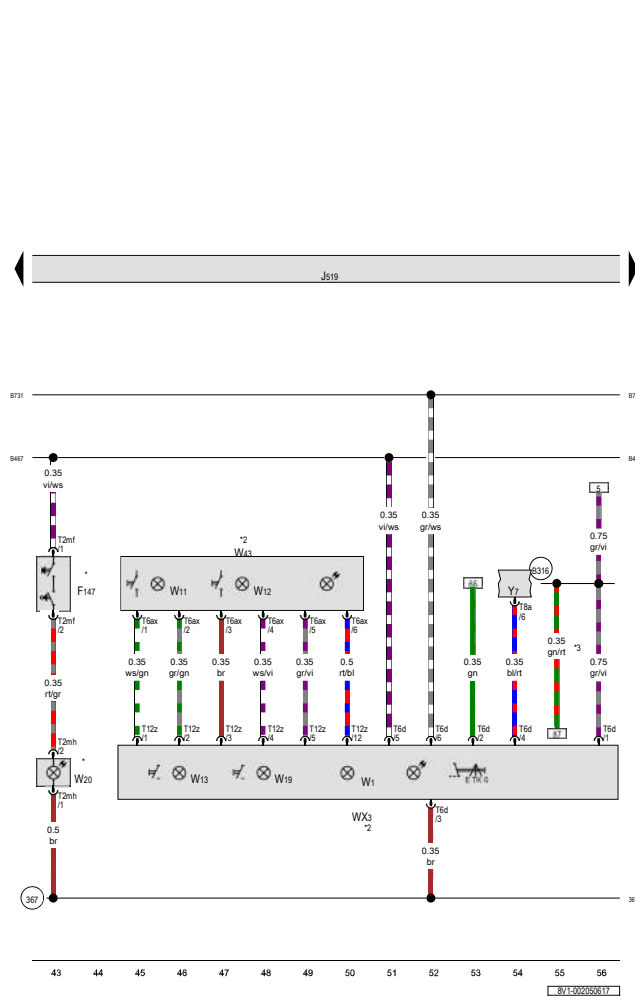 J519
B731
B7
B467
B4
0.35
vi/ws
T2mf
/1
*
F147
T2mf
/2
0.35
rt/gr
T2mh
/2
*
W20
T2mh
/1
0.5
br
367
36
*2
W43
W11
W12
T6ax
/1
T6ax
/2
T6ax
/3
T6ax
/4
T6ax
/5
T6ax
/6
0.35
ws/gn
0.35
gr/gn
0.35
br
0.35
ws/vi
0.35
gr/vi
0.5
rt/bl
T12z
/1
T12z
/2
T12z
/3
T12z
/4
T12z
/5
T12z
/12
0.35
vi/ws
T6d
/5
0.35
gr/ws
T6d
/6
66
0.35
gn
T6d
/2
Y7
T8a
/6
0.35
bl/rt
T6d
/4
B316
0.35
gn/rt
*3
67
5
0.75
gr/vi
0.75
gr/vi
T6d
/1
W13
W19
W1
WX3
*2
T6d
/3
0.35
br
43 44 45 46 47 48 49 50 51 52 53 54 55 56
8V1-002050617